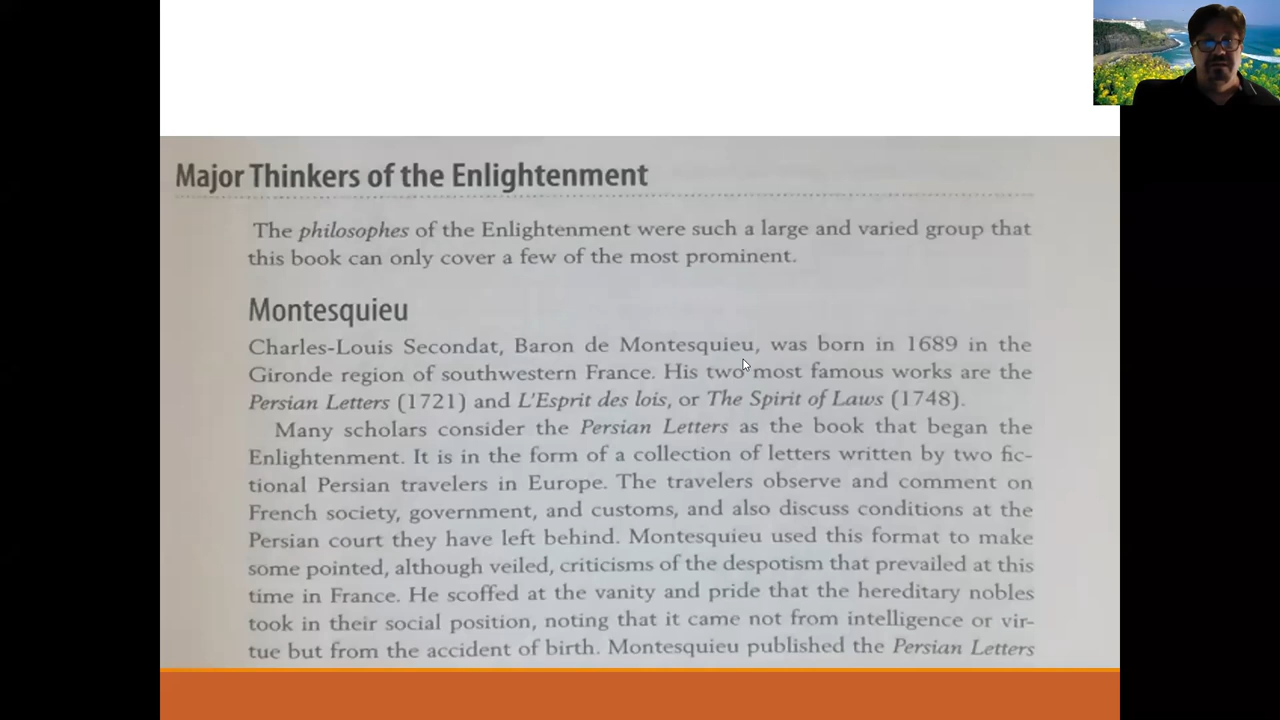 Major Thinkers of the Enlightenment
The philosophes of the Enlightenment were such a large and varied group that
this book can only cover a few of the most prominent.
Montesquieu
Charles-Louis Secondat, Baron de Montesquieu, was born in 1689 in the
Gironde region of southwestern France. His two most famous works are the
Persian Letters (1721) and L'Esprit des lois, or The Spirit of Laws (1748).
Many scholars consider the Persian Letters as the book that began the
Enlightenment. It is in the form of a collection of letters written by two fic-
tional Persian travelers in Europe. The travelers observe and comment on
French society, government, and customs, and also discuss conditions at the
Persian court they have left behind. Montesquieu used this format to make
some pointed, although veiled, criticisms of the despotism that prevailed at this
time in France. He scoffed at the vanity and pride that the hereditary nobles
took in their social position, noting that it came not from intelligence or vir-
tue but from the accident of birth. Montesquieu published the Persian Letters